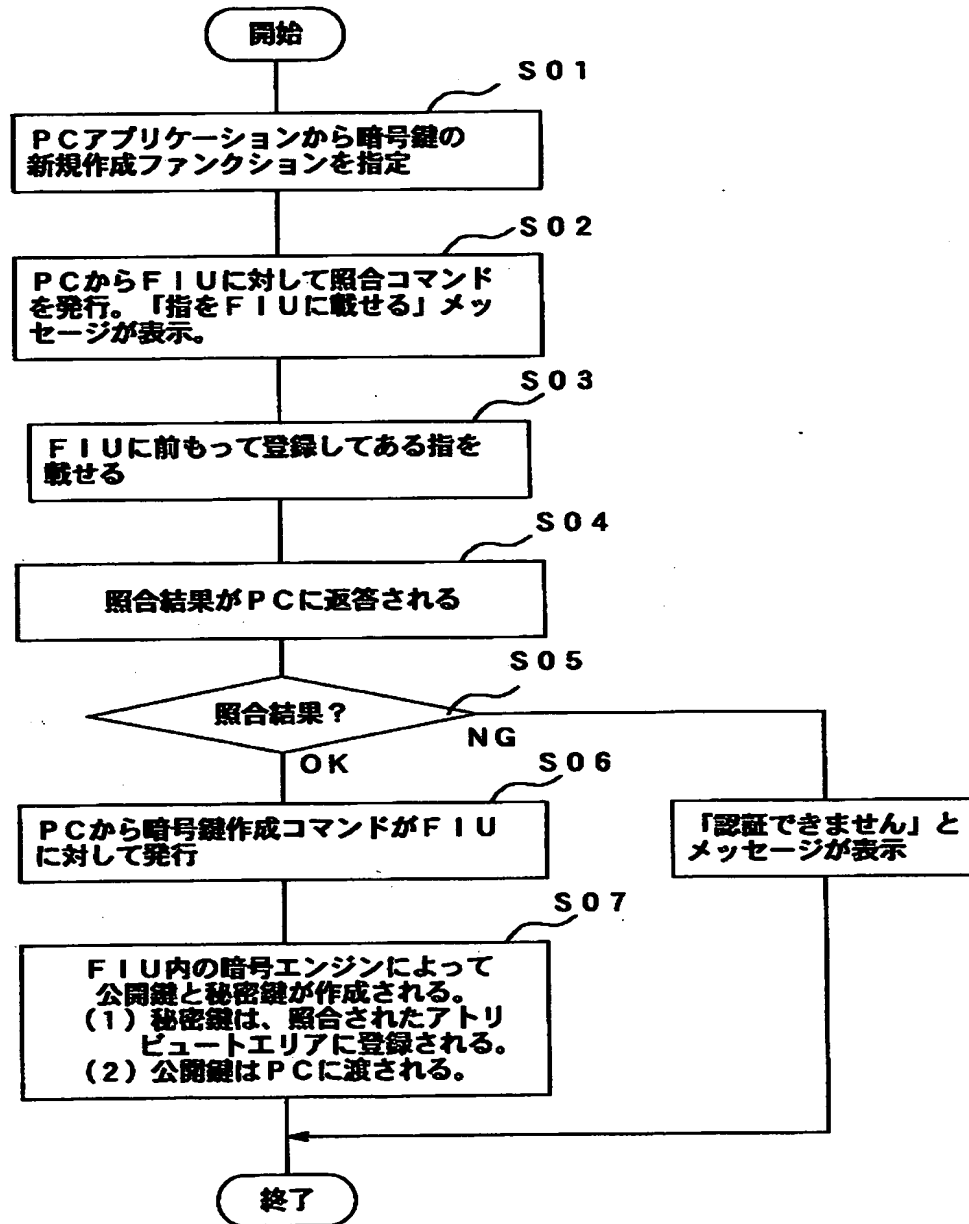 開始
S01
PCアプリケーションから暗号鍵の
新規作成ファンクションを指定
S02
PCからFIUに対して照合コマンド
を発行。「指をFIUに載せる」メッ
セージが表示。
S03
FIUに前もって登録してある指を
載せる
S04
照合結果がPCに返答される
S05
照合結果?
NG
OK
S06
PCから暗号鍵作成コマンドがFIU
に対して発行
「認証できません」と
メッセージが表示
S07
FIU内の暗号エンジンによって
公開鍵と秘密鍵が作成される。
(1)秘密鍵は、照合されたアトリ
ビュートエリアに登録される。
(2)公開鍵はPCに渡される。
終了